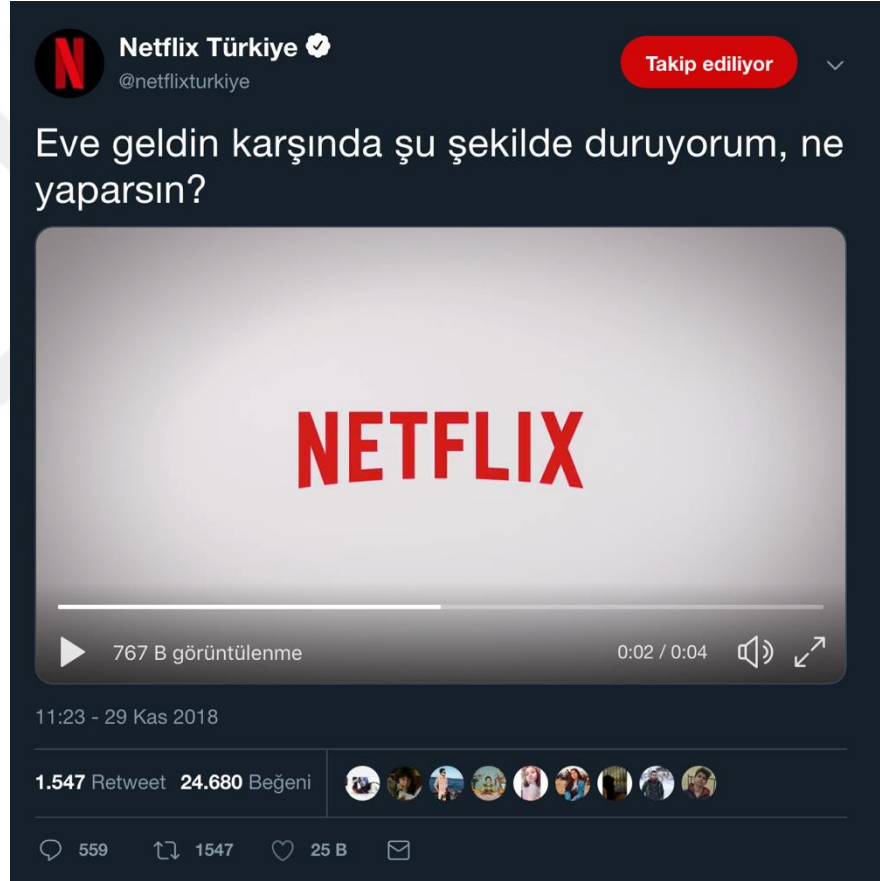 Netflix Türkiye
@netflixturkiye
Takip ediliyor
Eve geldin karşında şu şekilde duruyorum, ne
yaparsın?
NETFLIX
767 B görüntülenme
0:02 / 0:04
11:23 - 29 Kas 2018
1.547 Retweet 24.680 Beğeni
559 1547 25 B